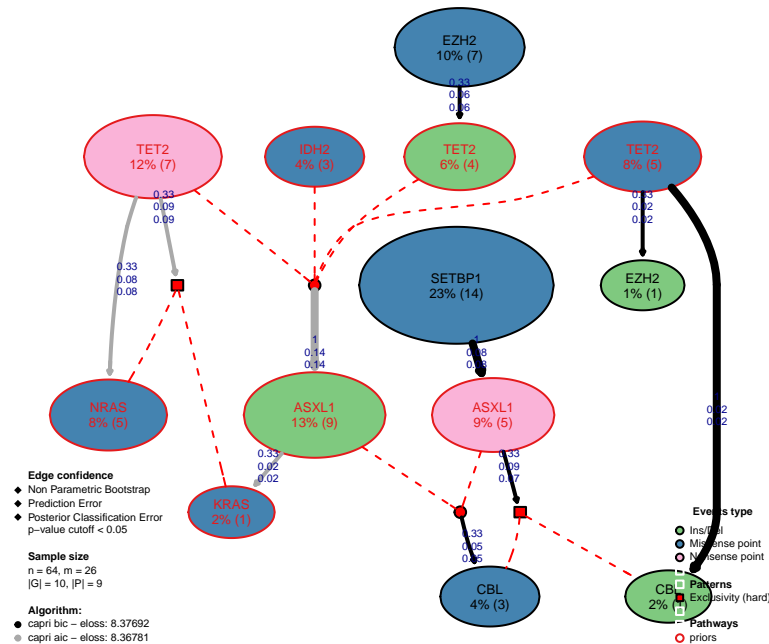 EZH2
10% (7)
0.33
0.06
0.06
TET2
12% (7)
IDH2
4% (3)
TET2
6% (4)
TET2
8% (5)
0.33
0.09
0.09
0.33
0.02
0.02
0.33
0.08
0.08
SETBP1
23% (14)
EZH2
1% (1)
1
0.14
0.14
1
0.08
NRAS
8% (5)
ASXL1
13% (9)
ASXL1
9% (5)
0.33
0.02
0.02
0.33
0.09
0.07
KRAS
2% (1)
0.33
0.05
CBL
4% (3)
2%
Edge confidence
Non Parametric Bootstrap
Prediction Error
Posterior Classification Error
p−value cutoff < 0.05
Sample size
n = 64, m = 26
|G| = 10, |P| = 9
Algorithm:
capri bic − eloss: 8.37692
capri aic − eloss: 8.36781
Events type
Ins/Del
Missense point
Nonsense point
Patterns
Exclusivity (hard)
Pathways
priors